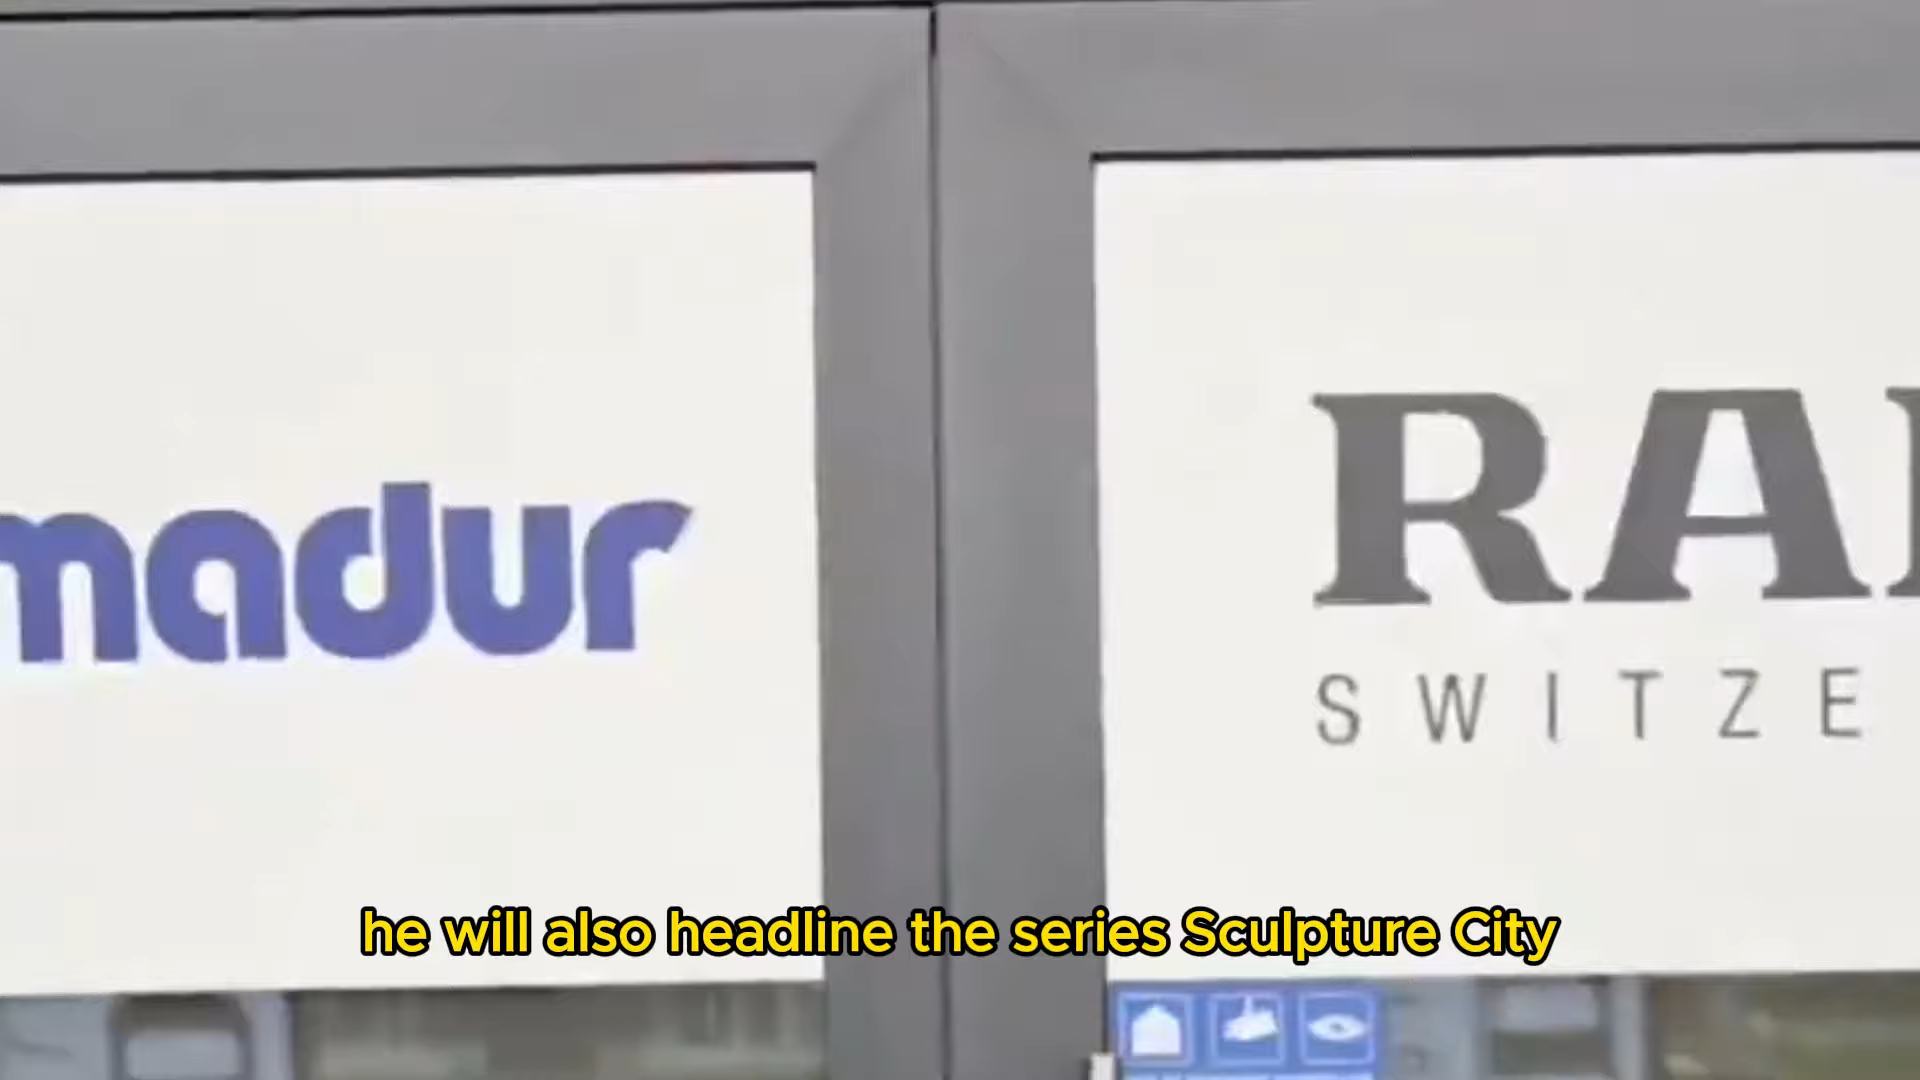 madur
RA
SWITZE
he will also headline the series Sculpture City